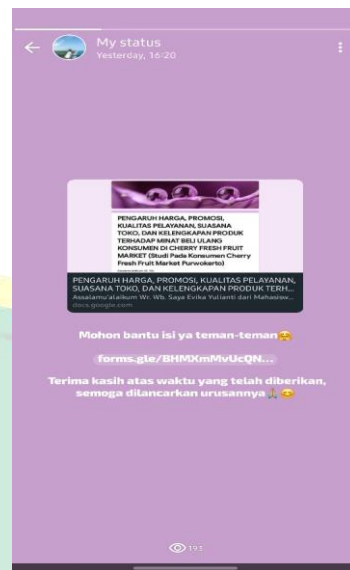 My status
Yesterday, 16:20
PENGARUH HARGA, PROMOSI,
KUALITAS PELAYANAN, SUASANA
TOKO, DAN KELENGKAPAN PRODUK
TERHADAP MINAT BELI ULANG
KONSUMEN DI CHERRY FRESH FRUIT
MARKET (Studi Pada Konsumen Cherry
Fresh Fruit Market Purwokerto)
PENGARUH HARGA, PROMOSI, KUALITAS PELAYANAN,
SUASANA TOKO, DAN KELENGKAPAN PRODUK TERH...
Assalamu'alaikum Wr. Wb. Saya Erika Yulianti dari Mahasisw...
docs.google.com
Mohon bantu isi ya teman-teman🥰
forms.gle/BHMXmMvUcQN...
Terima kasih atas waktu yang telah diberikan,
semoga dilancarkan urusannya🙏😊
193